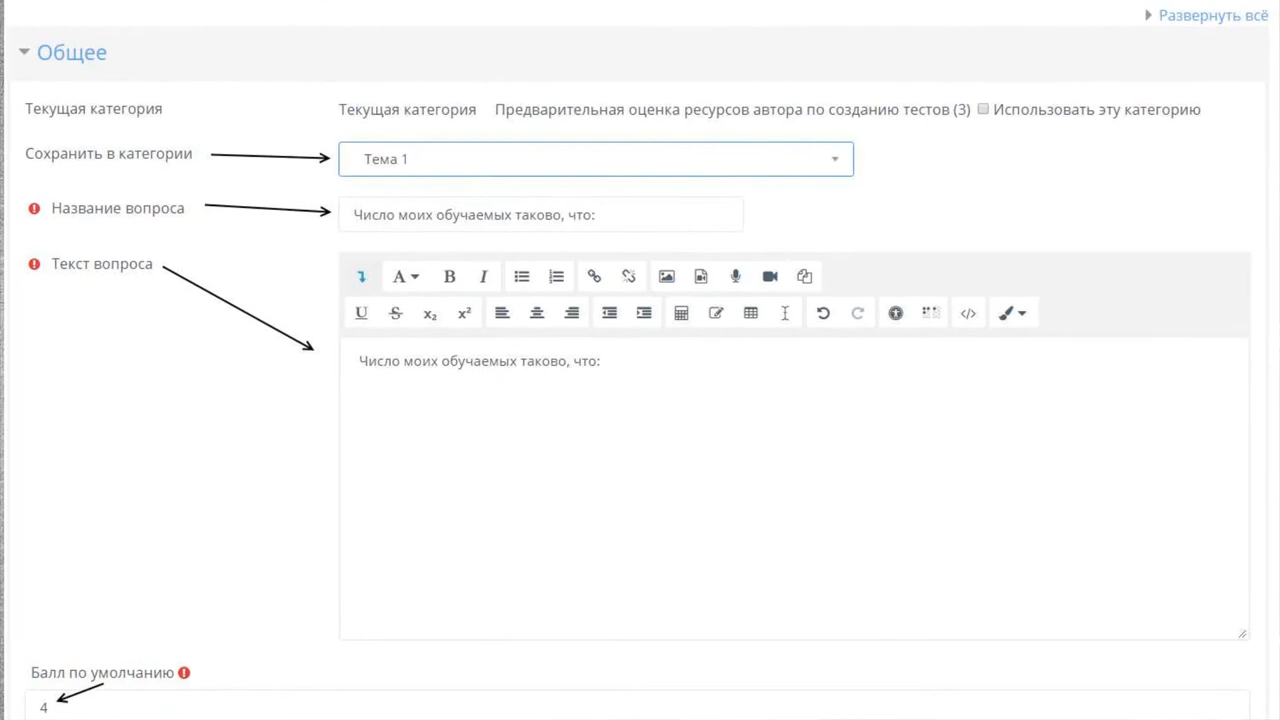 Развернуть всё
Общее
Текущая категория Текущая категория Предварительная оценка ресурсов автора по созданию тестов (3) Использовать эту категорию
Сохранить в категории Тема 1
Название вопроса Число моих обучаемых таково, что:
Текст вопроса
A B I
U S x₂ x²
Число моих обучаемых таково, что:
Балл по умолчанию
4